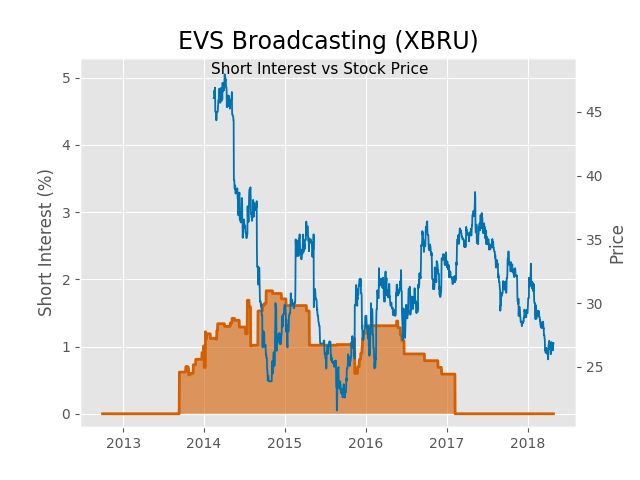 EVS Broadcasting (XBRU)
Short Interest vs Stock Price
Short Interest (%)
5
4
3
2
1
0
45
40
35
30
25
Price
2013 2014 2015 2016 2017 2018